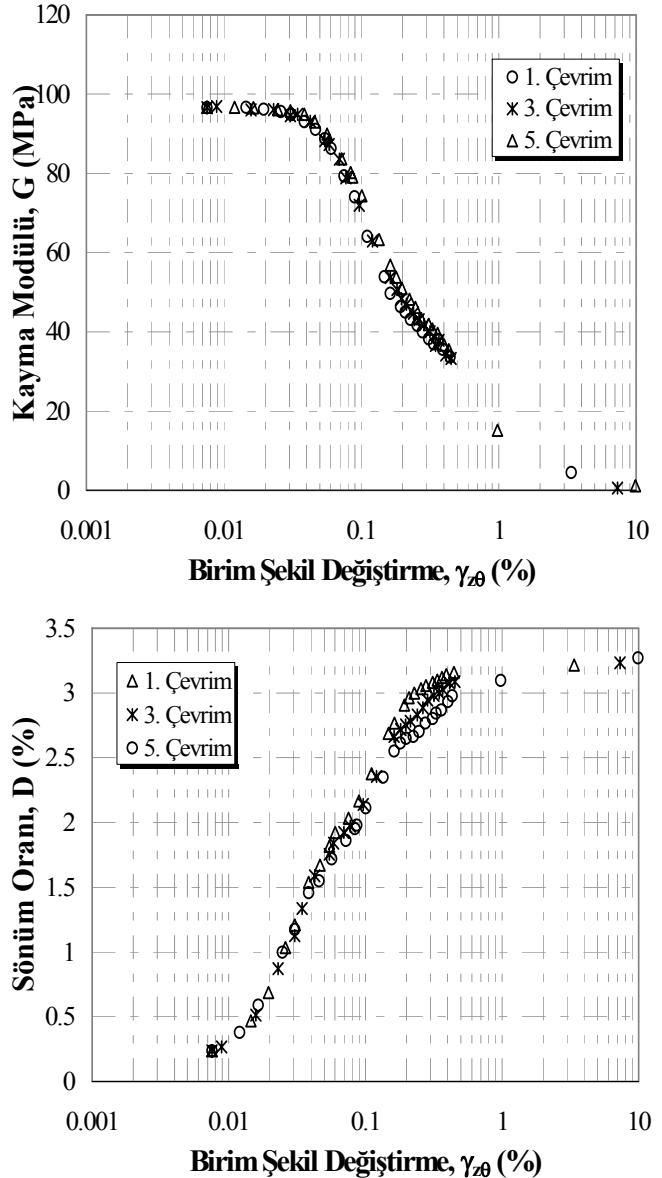 120
100
80
60
40
20
0
Kayma Modülü, G (MPa)
1. Çevrim
3. Çevrim
5. Çevrim
0.001 0.01 0.1 1 10
Birim Şekil Değiştirme, γzθ (%)
3.5
3
2.5
2
1.5
1
0.5
0
Sönüm Oranı, D (%)
1. Çevrim
3. Çevrim
5. Çevrim
0.001 0.01 0.1 1 10
Birim Şekil Değiştirme, γzθ (%)